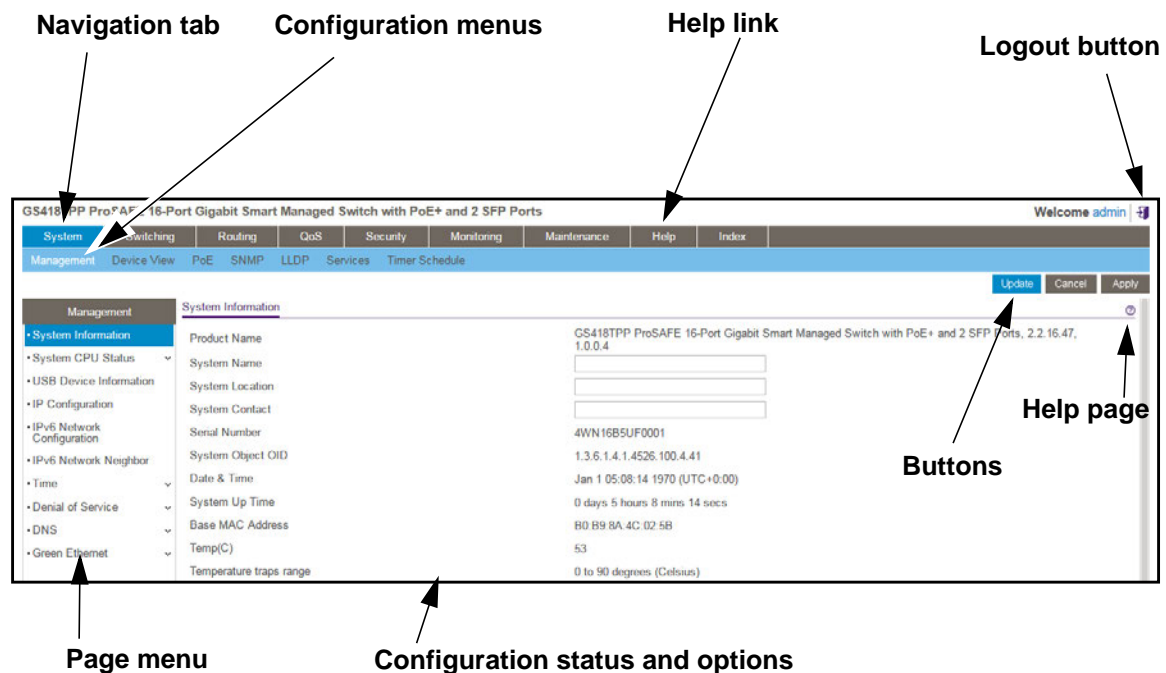 Navigation tab
Configuration menus
Help link
Logout button
GS418TPP ProSAFE 16-Port Gigabit Smart Managed Switch with PoE+ and 2 SFP Ports
Welcome admin
System Switching Routing QoS Security Monitoring Maintenance Help Index
Management Device View PoE SNMP LLDP Services Timer Schedule
Update Cancel Apply
Management
System Information
• System Information
Product Name
GS418TPP ProSAFE 16-Port Gigabit Smart Managed Switch with PoE+ and 2 SFP Ports, 2.2.16.47,
1.0.0.4
• System CPU Status
System Name
• USB Device Information
System Location
• IP Configuration
System Contact
• IPv6 Network
Configuration
Serial Number
4WN16B5UF0001
• IPv6 Network Neighbor
System Object OID
1.3.6.1.4.1.4526.100.4.41
• Time
Date & Time
Jan 1 05:08:14 1970 (UTC+0:00)
• Denial of Service
System Up Time
0 days 5 hours 8 mins 14 secs
• DNS
Base MAC Address
B0:B9:8A:4C:02:5B
• Green Ethernet
Temp(C)
53
Temperature traps range
0 to 90 degrees (Celsius)
Help page
Buttons
Page menu
Configuration status and options